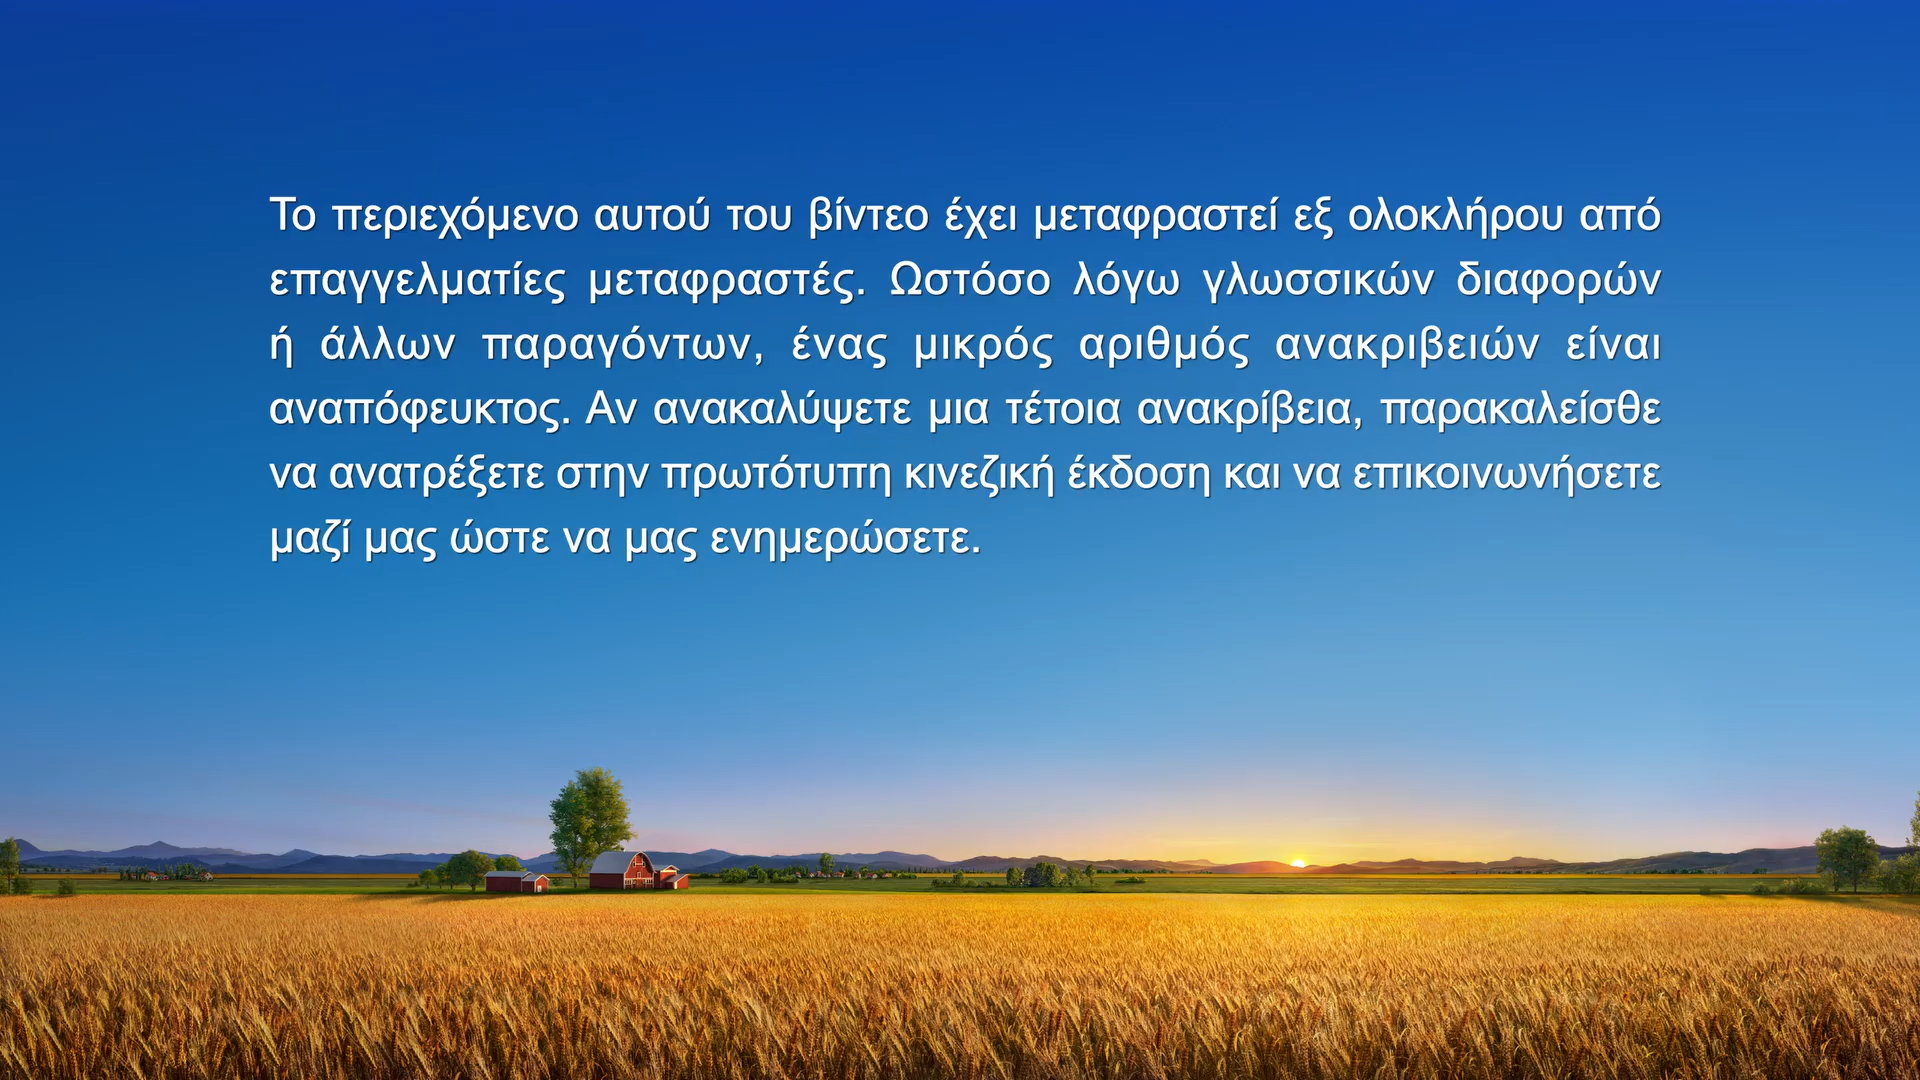 Το περιεχόμενο αυτού του βίντεο έχει μεταφραστεί εξ ολοκλήρου από
επαγγελματίες μεταφραστές. Ωστόσο λόγω γλωσσικών διαφορών
ή άλλων παραγόντων, ένας μικρός αριθμός ανακριβειών είναι
αναπόφευκτος. Αν ανακαλύψετε μια τέτοια ανακρίβεια, παρακαλείσθε
να ανατρέξετε στην πρωτότυπη κινεζική έκδοση και να επικοινωνήσετε
μαζί μας ώστε να μας ενημερώσετε.